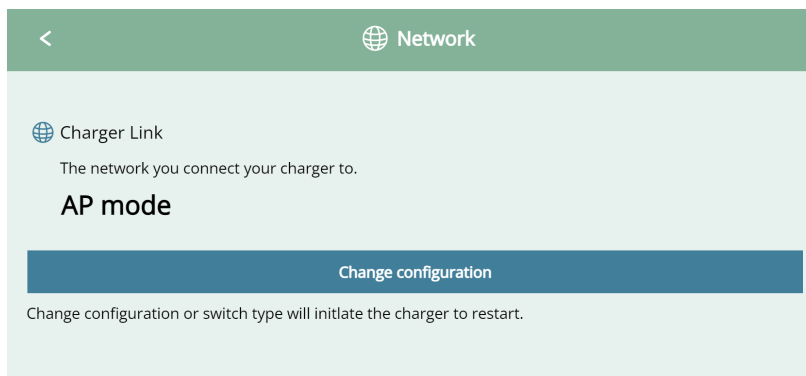 Network
Charger Link
The network you connect your charger to.
AP mode
Change configuration
Change configuration or switch type will initlate the charger to restart.